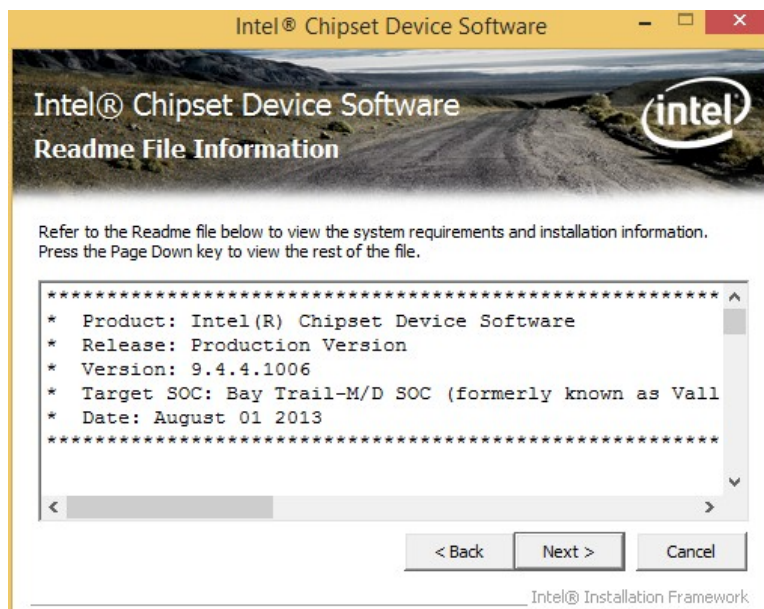 Intel® Chipset Device Software
Intel® Chipset Device Software
intel
Readme File Information
Refer to the Readme file below to view the system requirements and installation information.
Press the Page Down key to view the rest of the file.
********************************************************
* Product: Intel(R) Chipset Device Software
* Release: Production Version
* Version: 9.4.4.1006
* Target SOC: Bay Trail-M/D SOC (formerly known as Vall
* Date: August 01 2013
********************************************************
< Back Next > Cancel
Intel® Installation Framework